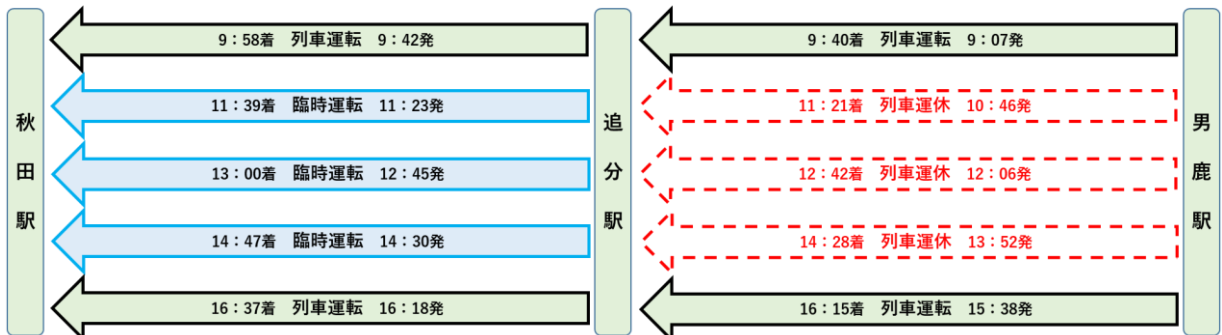 秋田駅
追分駅
男鹿駅
9：58着　列車運転　9：42発
9：40着　列車運転　9：07発
11：39着　臨時運転　11：23発
11：21着　列車運休　10：46発
13：00着　臨時運転　12：45発
12：42着　列車運休　12：06発
14：47着　臨時運転　14：30発
14：28着　列車運休　13：52発
16：37着　列車運転　16：18発
16：15着　列車運転　15：38発